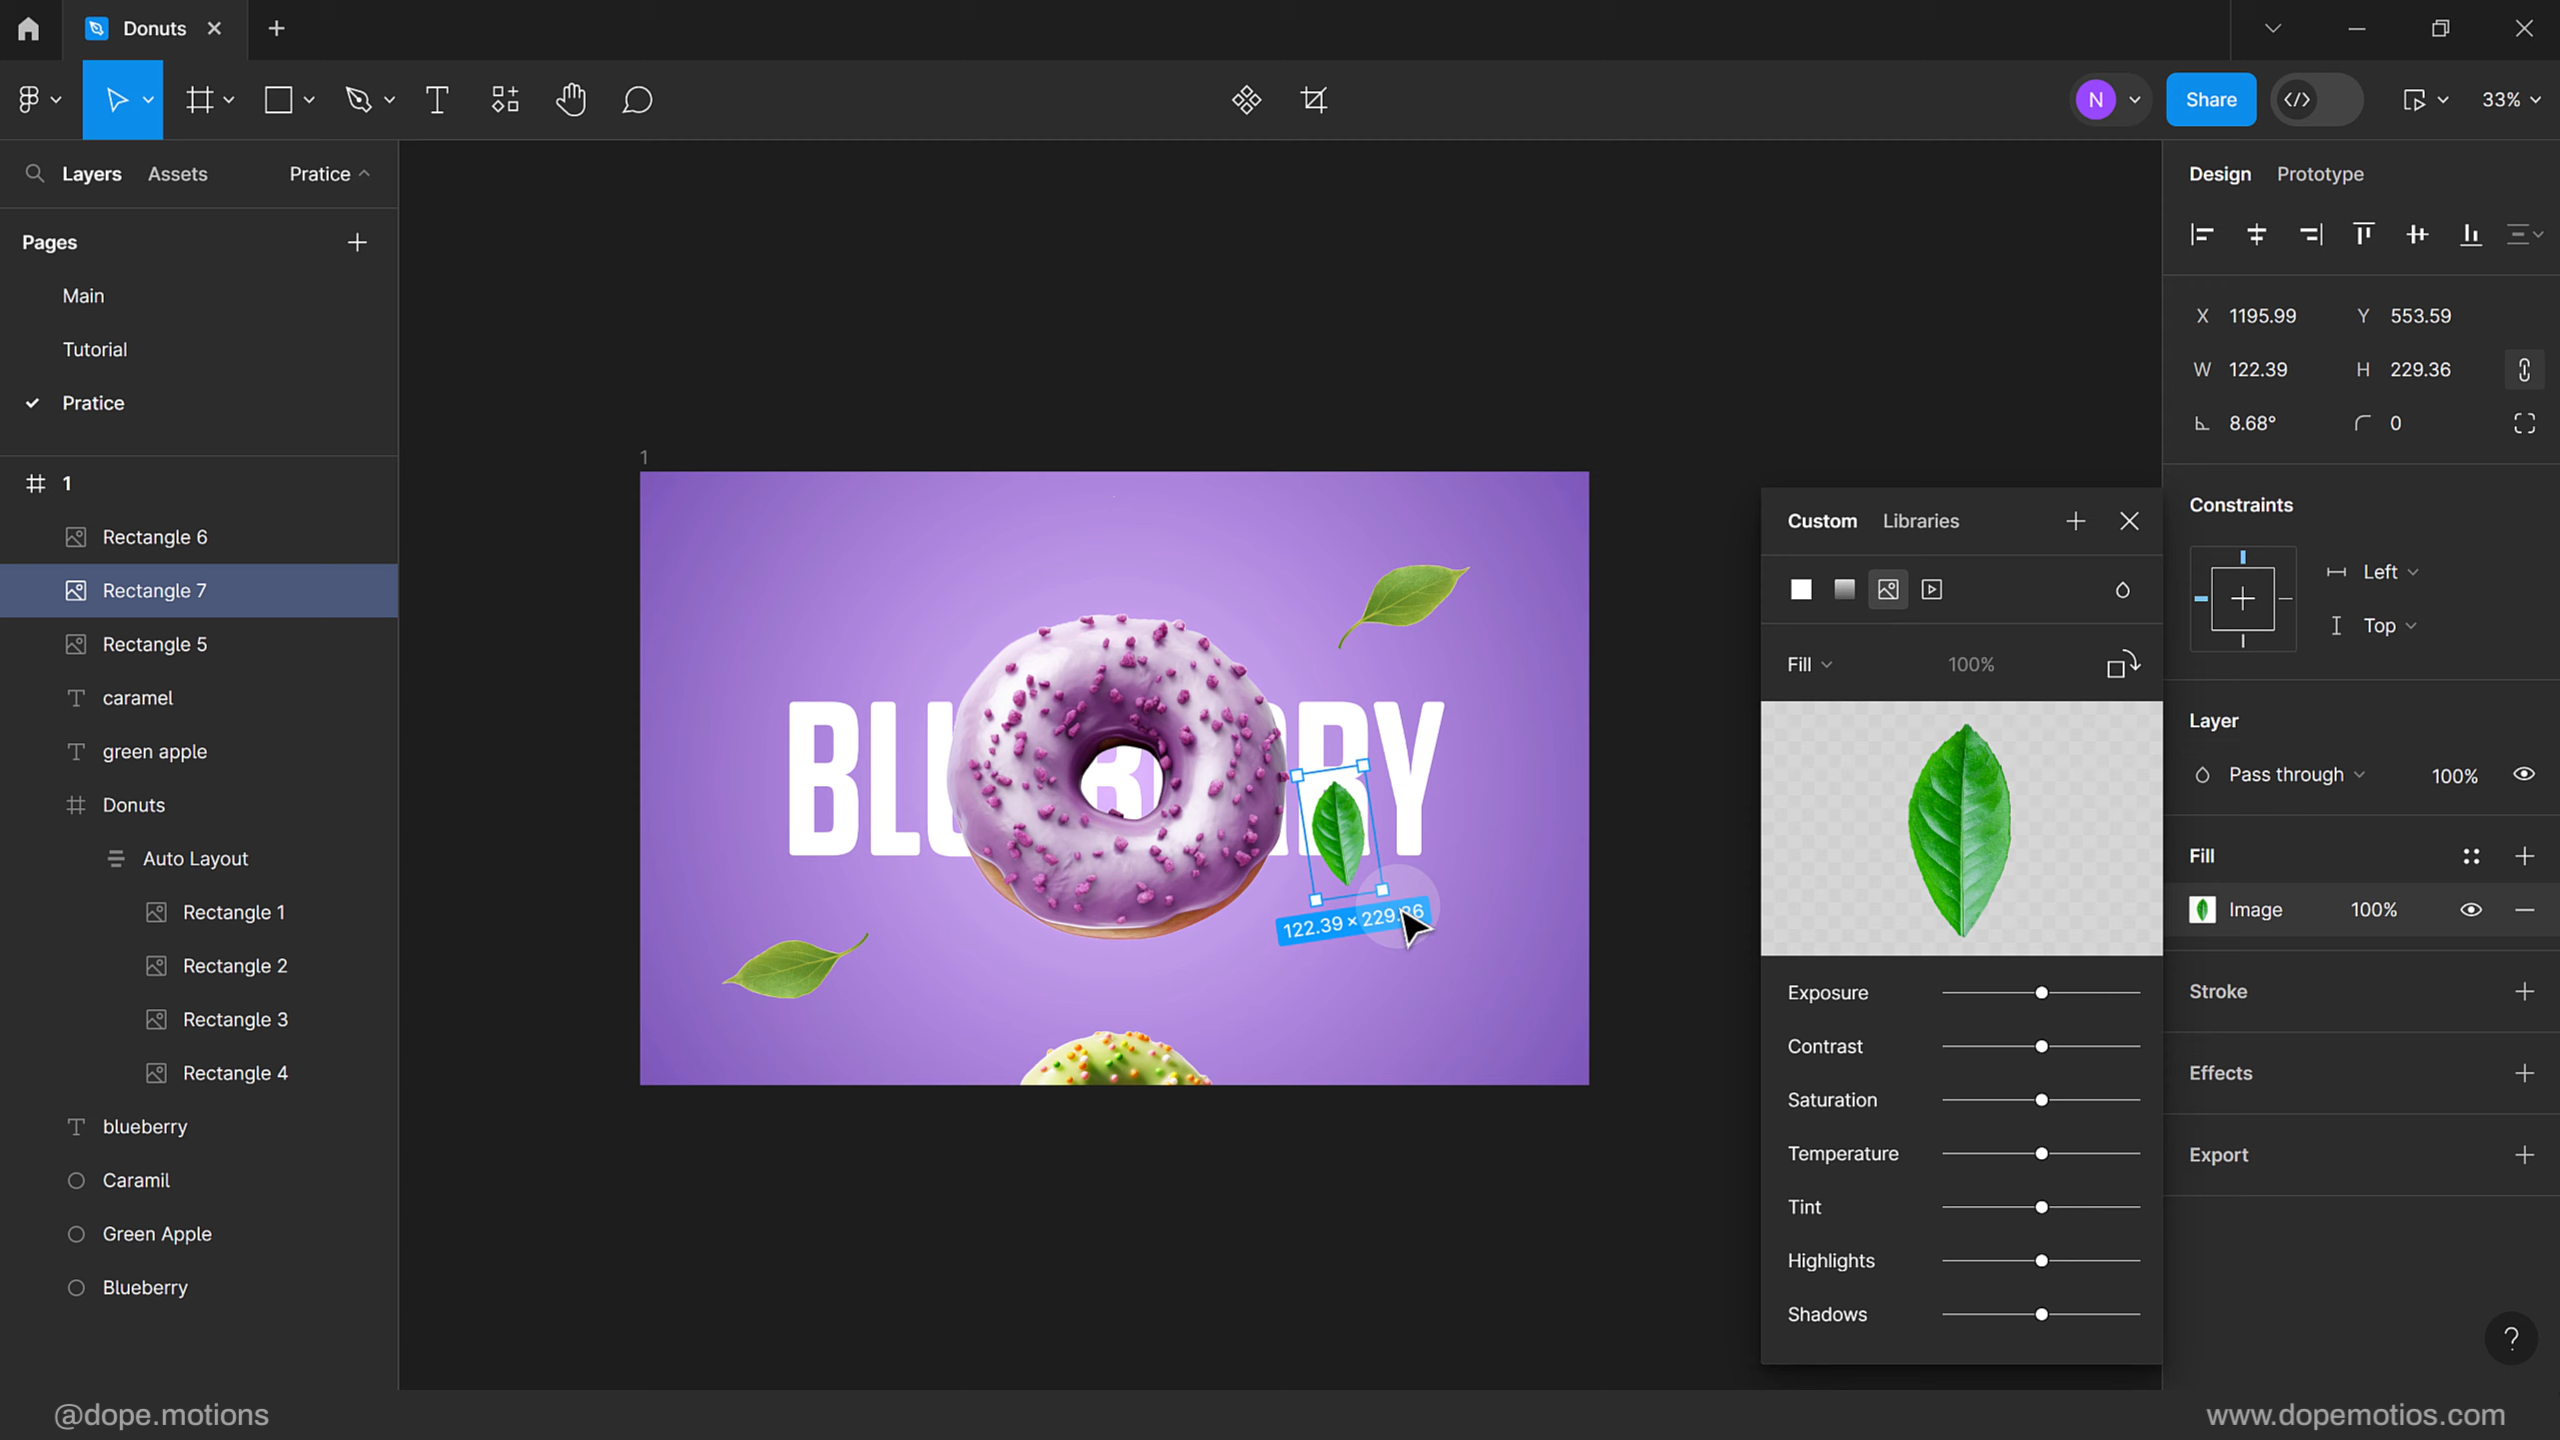 Donuts
N
Share
33%
Layers
Assets
Pratice
Pages
Main
Tutorial
Pratice
1
Rectangle 6
Rectangle 7
Rectangle 5
caramel
green apple
Donuts
Auto Layout
Rectangle 1
Rectangle 2
Rectangle 3
Rectangle 4
blueberry
Caramil
Green Apple
Blueberry
1
122.39 × 229.36
Custom
Libraries
Fill
100%
Exposure
Contrast
Saturation
Temperature
Tint
Highlights
Shadows
Design
Prototype
X 1195.99
Y 553.59
W 122.39
H 229.36
8.68°
0
Constraints
Left
Top
Layer
Pass through
100%
Fill
Image
100%
Stroke
Effects
Export
?
@dope.motions
www.dopemotios.com